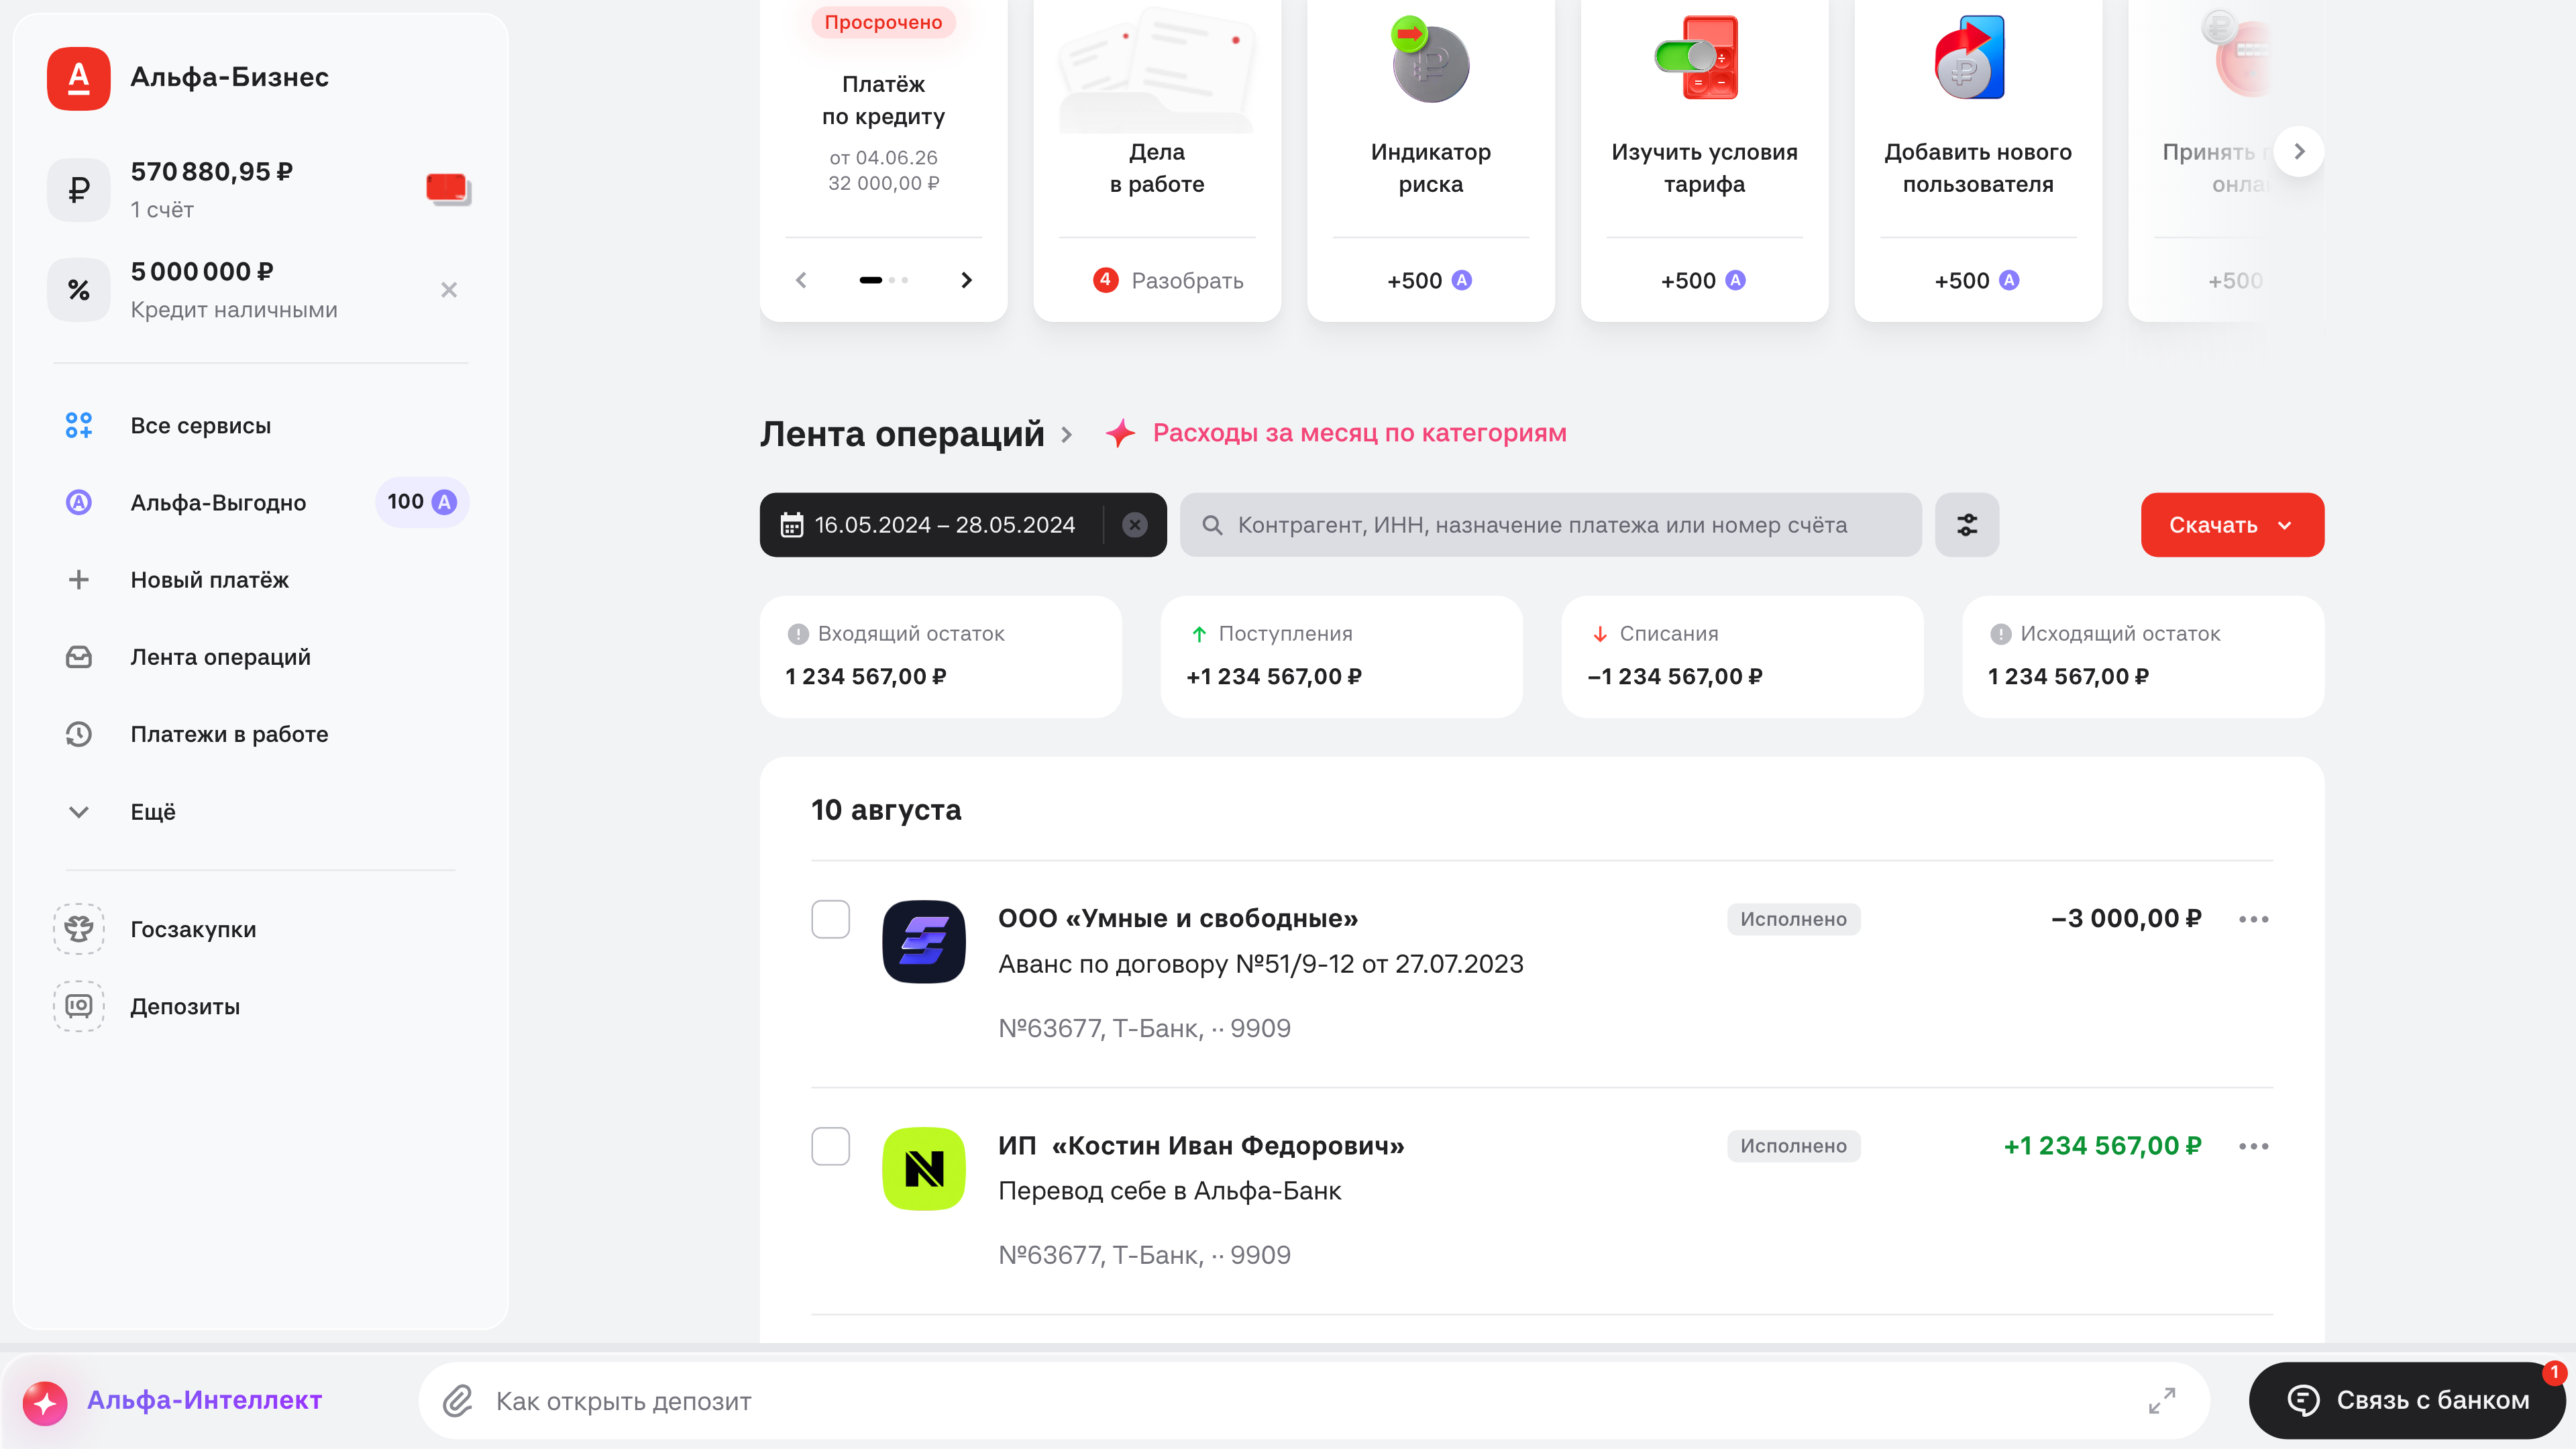 Альфа-Бизнес
570 880,95 ₽
1 счёт
5 000 000 ₽
Кредит наличными
Все сервисы
Альфа-Выгодно
100
Новый платёж
Лента операций
Платежи в работе
Ещё
Госзакупки
Депозиты
Просрочено
Платёж
по кредиту
от 04.06.26
32 000,00 ₽
Дела
в работе
4 Разобрать
Индикатор
риска
+500
Изучить условия
тарифа
+500
Добавить нового
пользователя
+500
Принять
+500
Лента операций
Расходы за месяц по категориям
16.05.2024 – 28.05.2024
Контрагент, ИНН, назначение платежа или номер счёта
Скачать
Входящий остаток
1 234 567,00 ₽
Поступления
+1 234 567,00 ₽
Списания
–1 234 567,00 ₽
Исходящий остаток
1 234 567,00 ₽
10 августа
ООО «Умные и свободные»
Исполнено
–3 000,00 ₽
Аванс по договору №51/9-12 от 27.07.2023
№63677, Т-Банк, ·· 9909
ИП «Костин Иван Федорович»
Исполнено
+1 234 567,00 ₽
Перевод себе в Альфа-Банк
№63677, Т-Банк, ·· 9909
Альфа-Интеллект
Как открыть депозит
Связь с банком
1